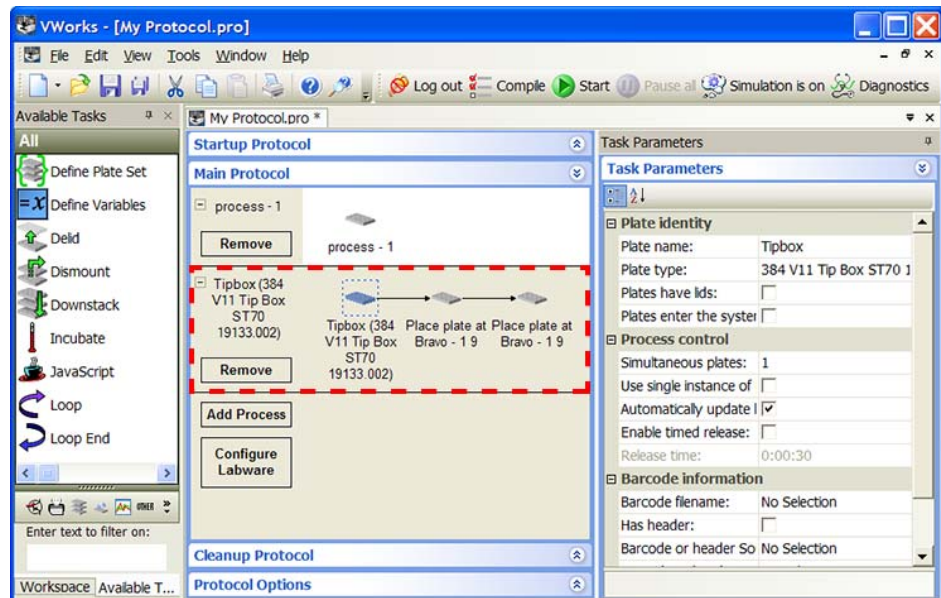 VWorks - [My Protocol.pro]
File Edit View Tools Window Help
Log out Compile Start Pause all Simulation is on Diagnostics
Available Tasks
All
Define Plate Set
=x Define Variables
Delid
Dismount
Downstack
Incubate
JavaScript
Loop
Loop End
OTHER
Enter text to filter on:
Workspace Available T...
My Protocol.pro *
Startup Protocol
Main Protocol
process - 1
Remove
process - 1
Tipbox (384
V11 Tip Box
ST70
19133.002)
Remove
Tipbox (384
V11 Tip Box
ST70
19133.002)
Place plate at
Bravo - 1 9
Place plate at
Bravo - 1 9
Add Process
Configure
Labware
Cleanup Protocol
Protocol Options
Task Parameters
Task Parameters
Plate identity
Plate name: Tipbox
Plate type: 384 V11 Tip Box ST70 1
Plates have lids:
Plates enter the syster
Process control
Simultaneous plates: 1
Use single instance of
Automatically update l
Enable timed release:
Release time: 0:00:30
Barcode information
Barcode filename: No Selection
Has header:
Barcode or header So No Selection